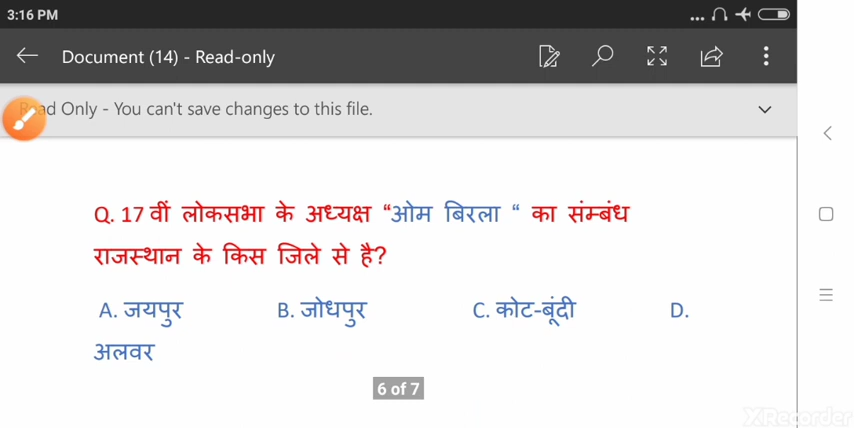 3:16 PM
Document (14) - Read-only
Read Only - You can't save changes to this file.
Q. 17 वीं लोकसभा के अध्यक्ष “ओम बिरला “ का संम्बंध
राजस्थान के किस जिले से है?
A. जयपुर B. जोधपुर C. कोट-बूंदी D.
अलवर
6 of 7
XRecorder